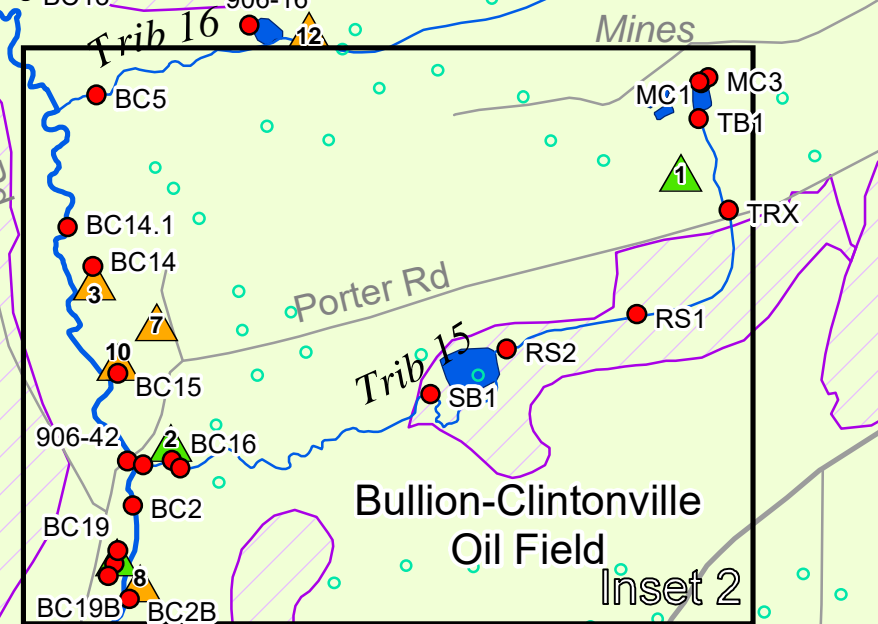 906-16
Trib 16
12
Mines
BC5
MC1
MC3
TB1
1
TRX
BC14.1
BC14
3
7
Porter Rd
RS1
10
BC15
Trib 15
RS2
SB1
906-42
2
BC16
BC2
Bullion-Clintonville
Oil Field
BC19
8
Inset 2
BC19B
BC2B